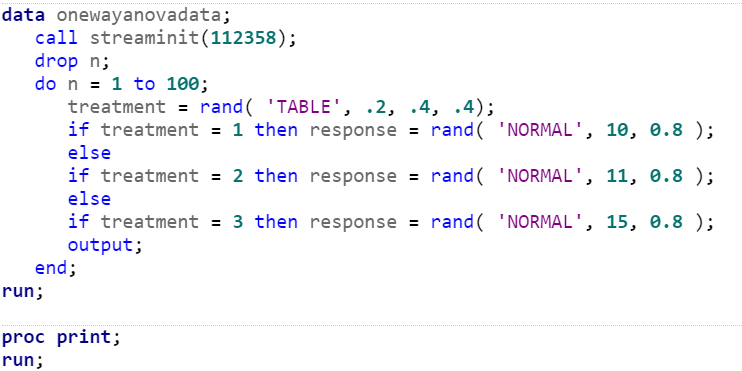 data onewayanovadata;
   call streaminit(112358);
   drop n;
   do n = 1 to 100;
      treatment = rand( 'TABLE', .2, .4, .4);
      if treatment = 1 then response = rand( 'NORMAL', 10, 0.8 );
      else
      if treatment = 2 then response = rand( 'NORMAL', 11, 0.8 );
      else
      if treatment = 3 then response = rand( 'NORMAL', 15, 0.8 );
      output;
   end;
run;

proc print;
run;